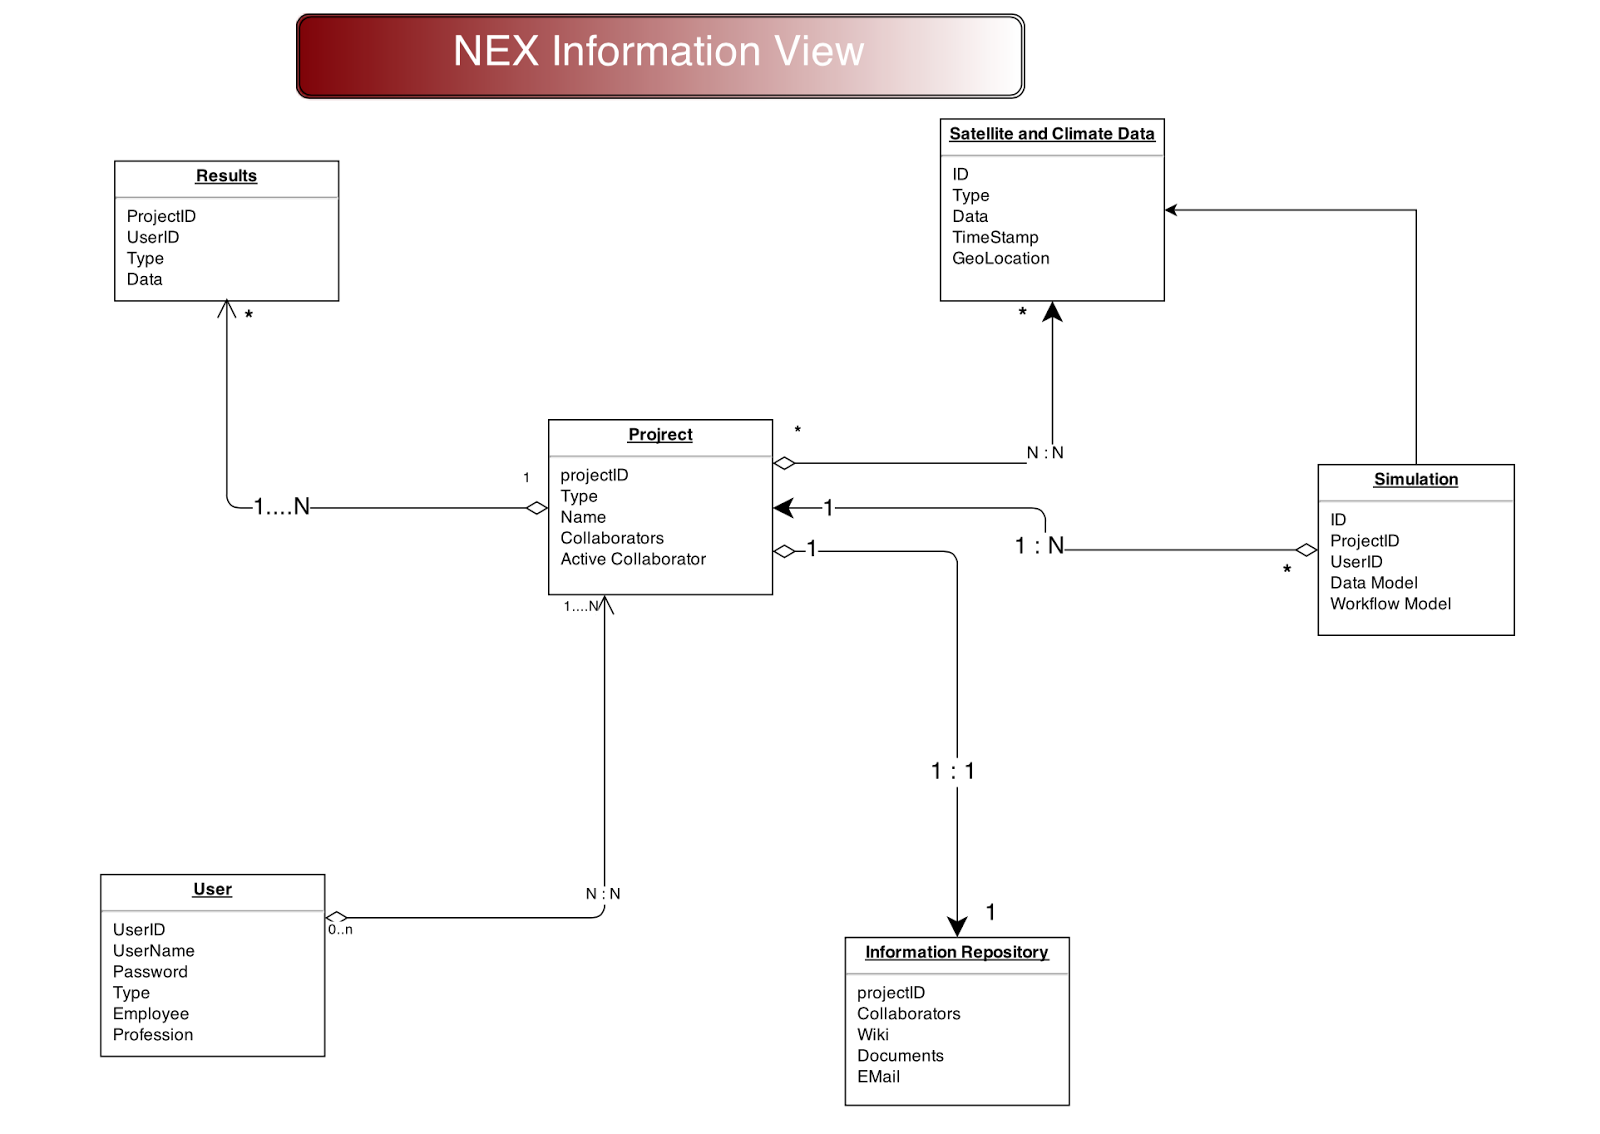 NEX Information View
Satellite and Climate Data
ID
Type
Data
TimeStamp
GeoLocation
*
Results
ProjectID
UserID
Type
Data
*
Projrect
projectID
Type
Name
Collaborators
Active Collaborator
*
N : N
1
1....N
1
1 : N
*
1
1....N
Simulation
ID
ProjectID
UserID
Data Model
Workflow Model
1 : 1
1
User
UserID
UserName
Password
Type
Employee
Profession
N : N
0..n
Information Repository
projectID
Collaborators
Wiki
Documents
EMail